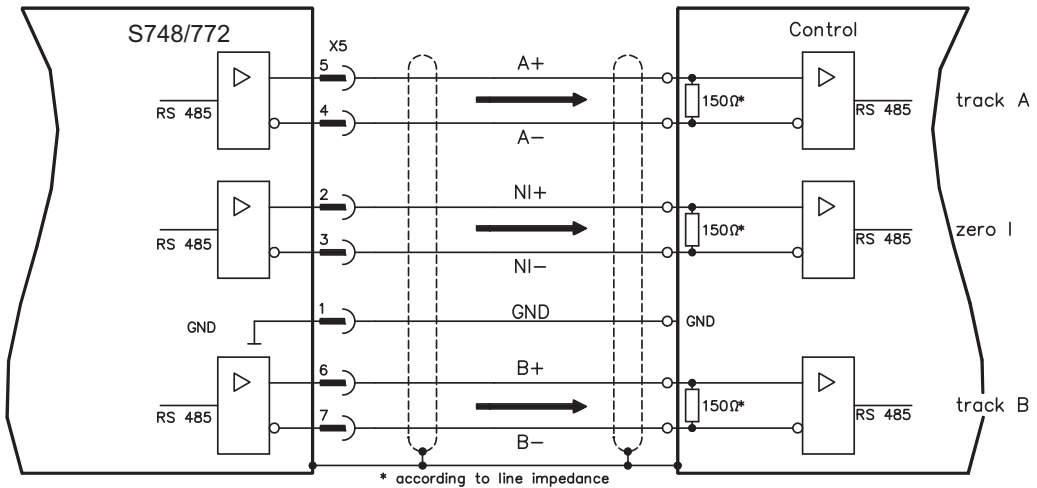 S748/772
X5
Control
5
A+
150Ω*
track A
RS 485
RS 485
4
A-
2
NI+
150Ω*
zero I
RS 485
RS 485
3
NI-
1
GND
GND
GND
6
B+
150Ω*
track B
RS 485
RS 485
7
B-
* according to line impedance